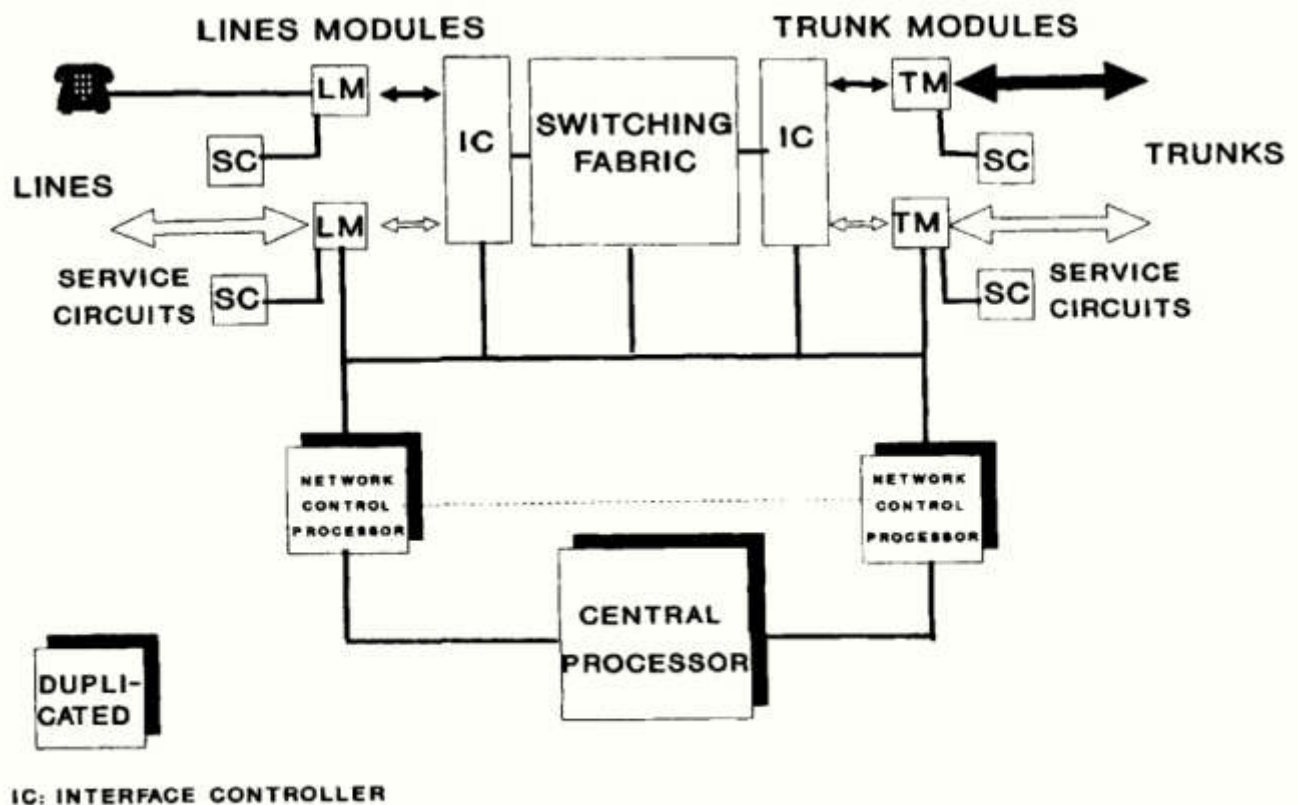 LINES MODULES
TRUNK MODULES
LM
IC
SWITCHING
FABRIC
IC
TM
SC
SC
LINES
TRUNKS
LM
TM
SERVICE
CIRCUITS
SC
SC
SERVICE
CIRCUITS
NETWORK
CONTROL
PROCESSOR
NETWORK
CONTROL
PROCESSOR
CENTRAL
PROCESSOR
DUPLI-
CATED
IC: INTERFACE CONTROLLER